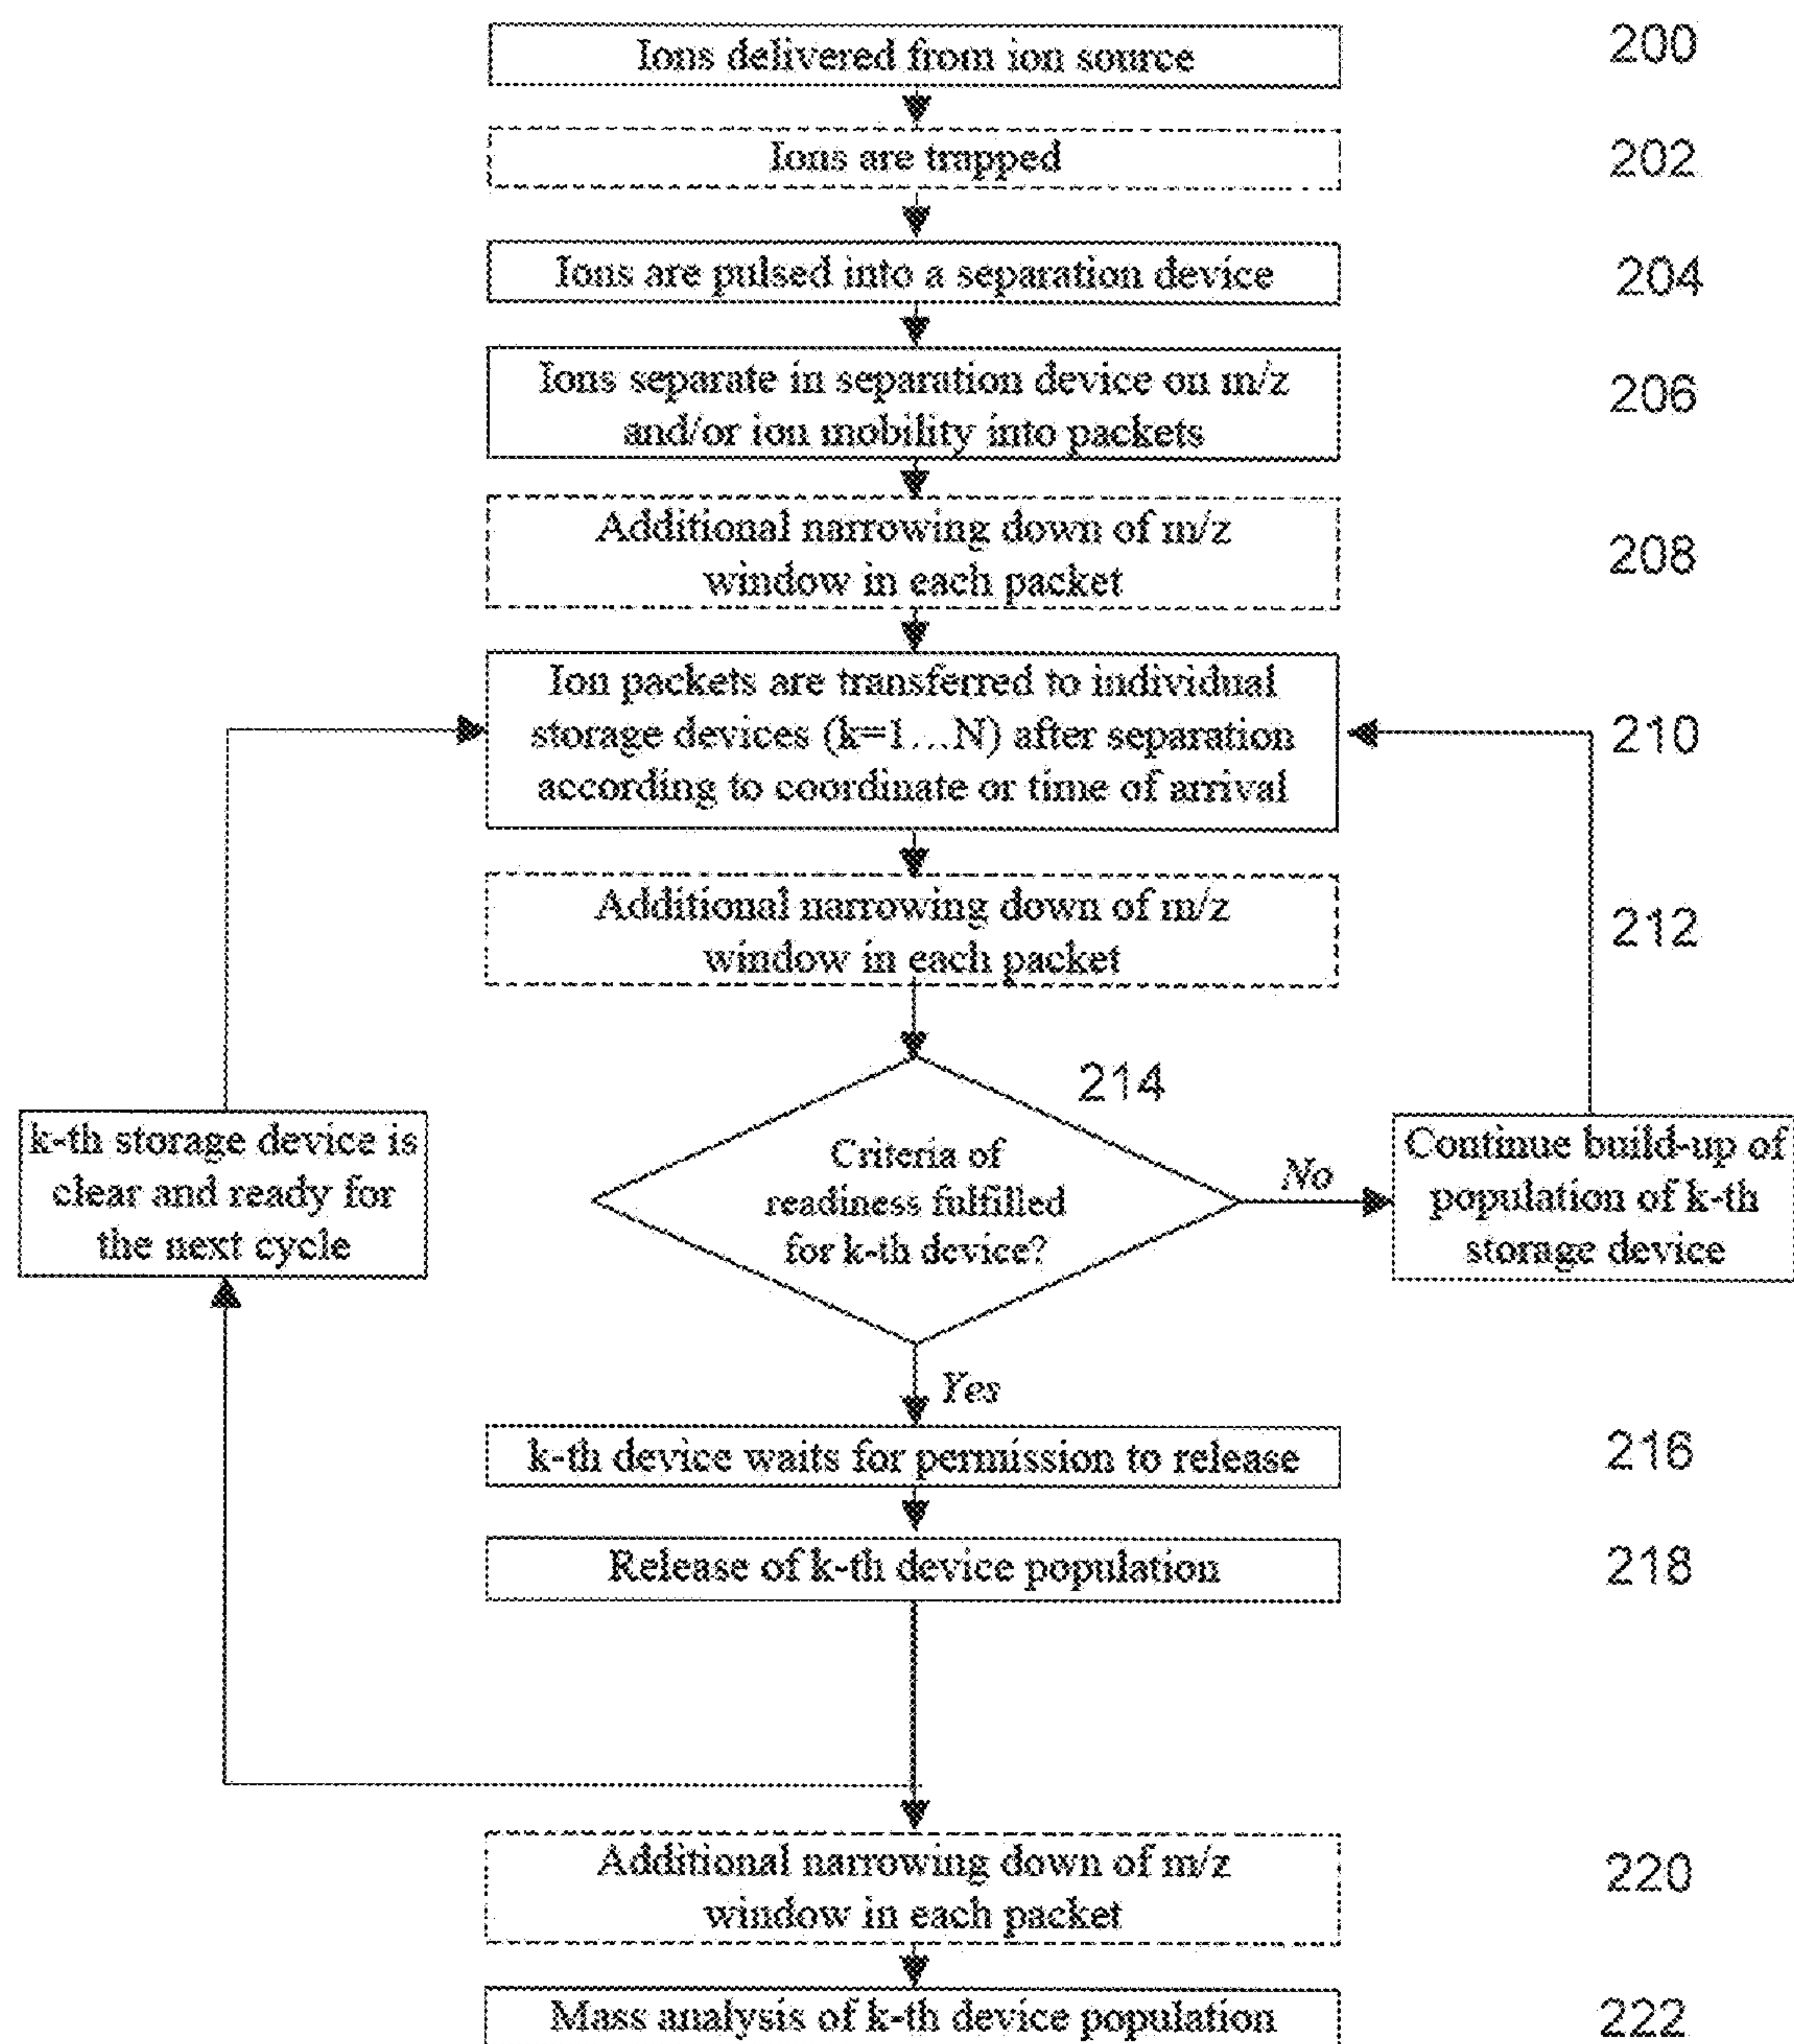 Ions delivered from ion source
200
Ions are trapped
202
Ions are pulsed into a separation device
204
Ions separate in separation device on m/z
and/or ion mobility into packets
206
Additional narrowing down of m/z
window in each packet
208
Ion packets are transferred to individual
storage devices (k=1...N) after separation
according to coordinate or time of arrival
210
Additional narrowing down of m/z
window in each packet
212
214
k-th storage device is
clear and ready for
the next cycle
Criteria of
readiness fulfilled
for k-th device?
No
Continue build-up of
population of k-th
storage device
Yes
k-th device waits for permission to release
216
Release of k-th device population
218
Additional narrowing down of m/z
window in each packet
220
Mass analysis of k-th device population
222